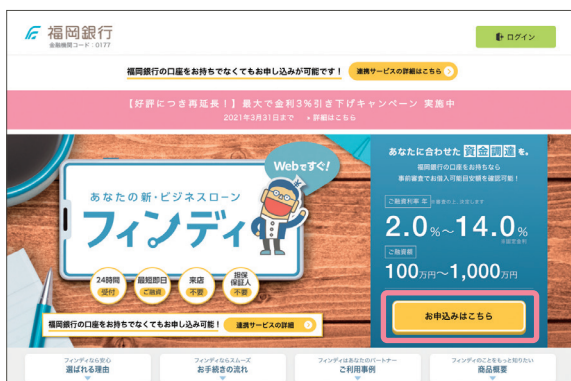 福岡銀行
金融機関コード:0177
ログイン
福岡銀行の口座をお持ちでなくてもお申し込みが可能です！ 連携サービスの詳細はこちら
【好評につき再延長！】最大で金利3％引き下げキャンペーン 実施中
2021年3月31日まで ▸詳細はこちら
Webですぐ!
あなたの新・ビジネスローン
フィンディ
24時間
受付
最短即日
ご融資
来店
不要
担保
保証人
不要
福岡銀行の口座をお持ちでなくてもお申し込み可能！ 連携サービスの詳細
あなたに合わせた 資金調達 を。
福岡銀行の口座をお持ちなら
事前審査でお借入可能目安額を確認可能！
ご融資利率 年 ※審査の上、決定します
2.0%〜14.0%
※固定金利
ご融資額
100万円〜1,000万円
お申込みはこちら
フィンディなら安心
選ばれる理由
フィンディならスムーズ
お手続きの流れ
フィンディはあなたのパートナー
ご利用事例
フィンディのことをもっと知りたい
商品概要